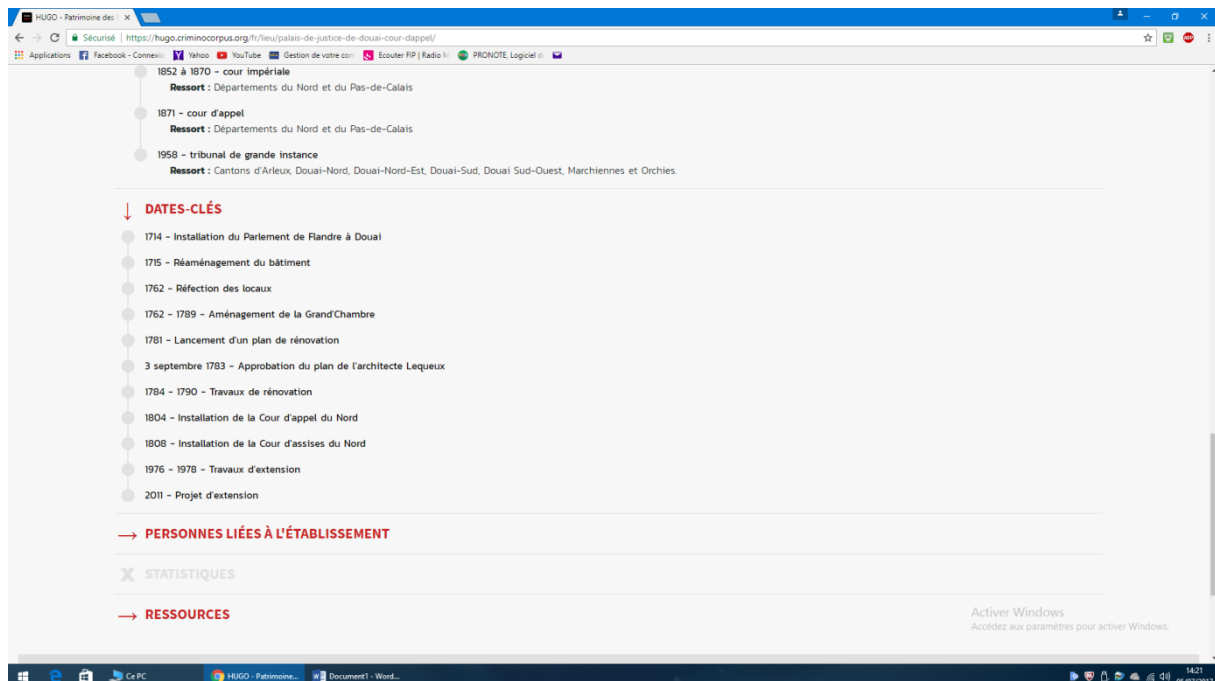 HUGO - Patrimoine des
Sécurisé | https://hugo.criminocorpus.org/fr/lieu/palais-de-justice-de-douai-cour-dappel/
Applications Facebook - Connexio Yahoo YouTube Gestion de votre con Ecouter FIP | Radio PRONOTE, Logiciel d
1852 à 1870 - cour impériale
Ressort : Départements du Nord et du Pas-de-Calais
1871 - cour d'appel
Ressort : Départements du Nord et du Pas-de-Calais
1958 - tribunal de grande instance
Ressort : Cantons d'Arleux, Douai-Nord, Douai-Nord-Est, Douai-Sud, Douai Sud-Ouest, Marchiennes et Orchies.
↓ DATES-CLÉS
1714 - Installation du Parlement de Flandre à Douai
1715 - Réaménagement du bâtiment
1762 - Réfection des locaux
1762 - 1789 - Aménagement de la Grand'Chambre
1781 - Lancement d'un plan de rénovation
3 septembre 1783 - Approbation du plan de l'architecte Lequeux
1784 - 1790 - Travaux de rénovation
1804 - Installation de la Cour d'appel du Nord
1808 - Installation de la Cour d'assises du Nord
1976 - 1978 - Travaux d'extension
2011 - Projet d'extension
→ PERSONNES LIÉES À L'ÉTABLISSEMENT
X STATISTIQUES
→ RESSOURCES
Activer Windows
Accédez aux paramètres pour activer Windows.
Ce PC HUGO - Patrimoine... Document1 - Word...
14:21